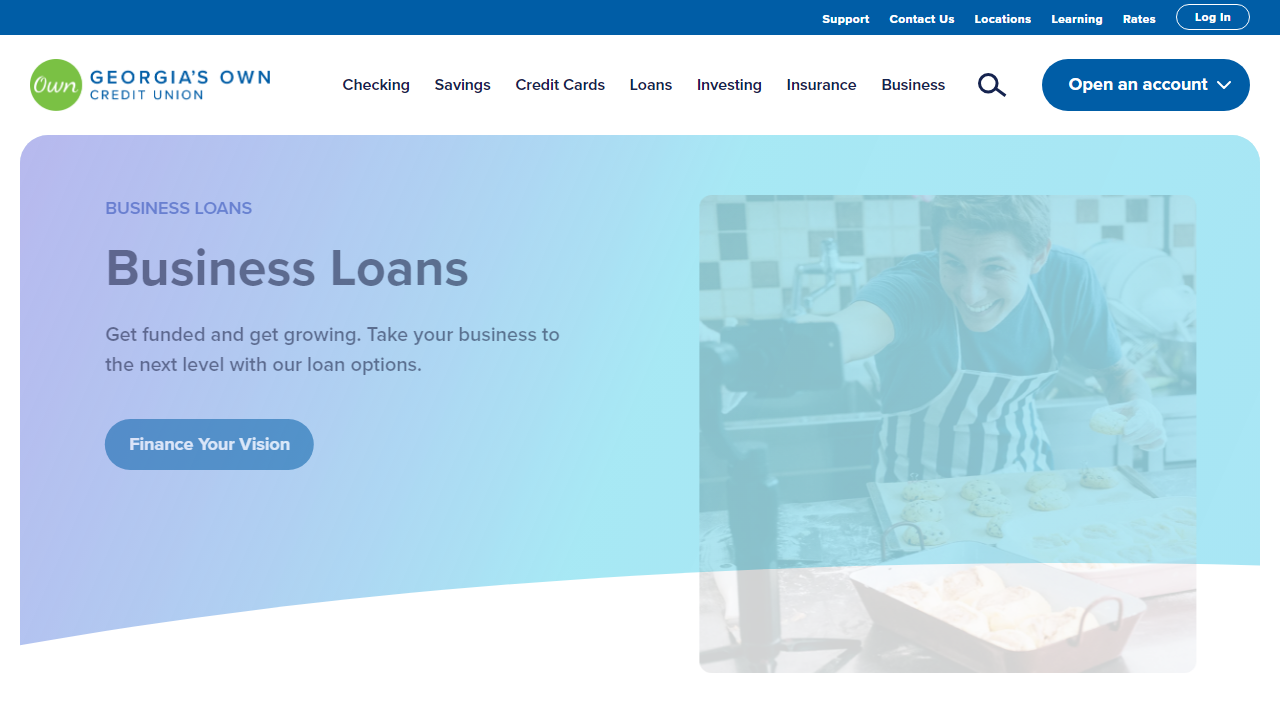 Support Contact Us Locations Learning Rates Log In
Own GEORGIA'S OWN
CREDIT UNION
Checking Savings Credit Cards Loans Investing Insurance Business Open an account
BUSINESS LOANS
Business Loans
Get funded and get growing. Take your business to
the next level with our loan options.
Finance Your Vision